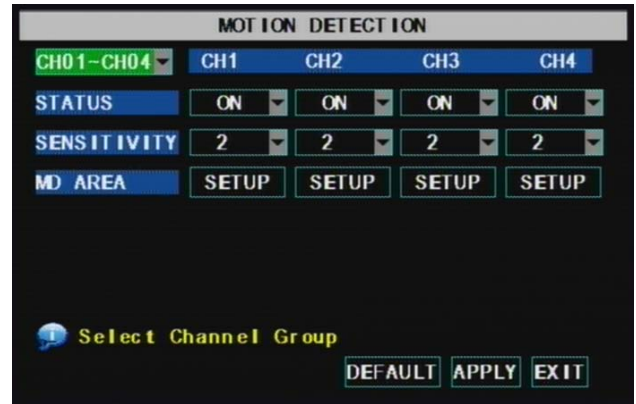 MOTION DETECTION
CH01~CH04 CH1 CH2 CH3 CH4
STATUS ON ON ON ON
SENSITIVITY 2 2 2 2
MD AREA SETUP SETUP SETUP SETUP
Select Channel Group
DEFAULT APPLY EXIT